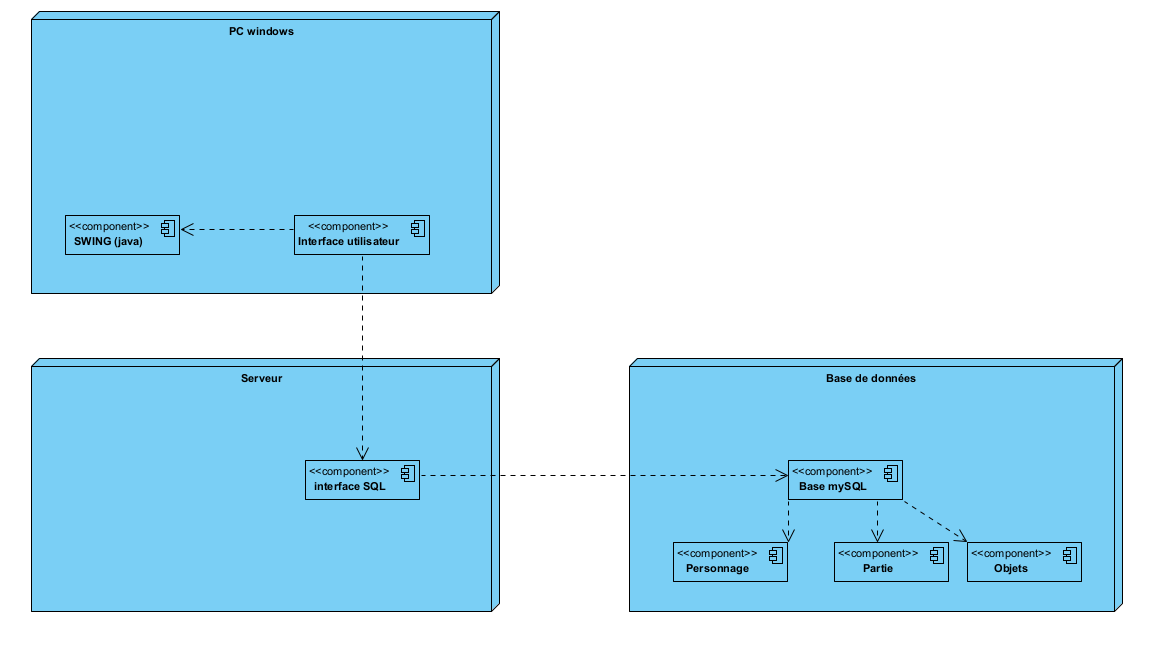 PC windows
<<component>>
SWING (java)
<<component>>
Interface utilisateur
Serveur
<<component>>
interface SQL
Base de données
<<component>>
Base mySQL
<<component>>
Personnage
<<component>>
Partie
<<component>>
Objets